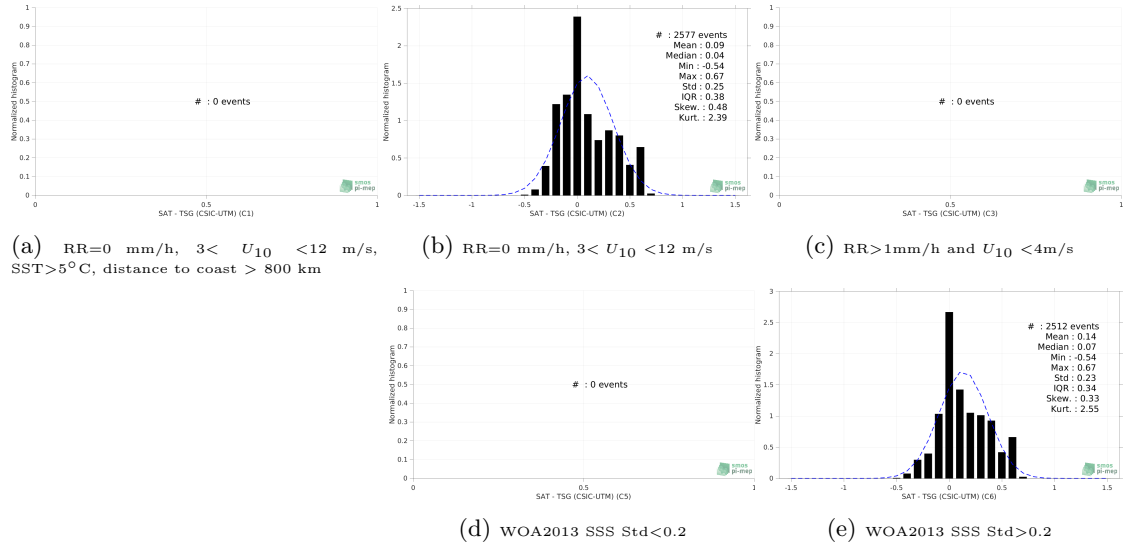 1
0.9
0.8
0.7
0.6
0.5
0.4
0.3
0.2
0.1
0
Normalized histogram
# : 0 events
smos
pi-mep
0 0.5 1
SAT - TSG (CSIC-UTM) (C1)
(a) RR=0 mm/h, 3< U10 <12 m/s,
SST>5°C, distance to coast > 800 km
2.5
2
1.5
1
0.5
0
Normalized histogram
# : 2577 events
Mean : 0.09
Median : 0.04
Min : -0.54
Max : 0.67
Std : 0.25
IQR : 0.38
Skew. : 0.48
Kurt. : 2.39
smos
pi-mep
-1.5 -1 -0.5 0 0.5 1 1.5
SAT - TSG (CSIC-UTM) (C2)
(b) RR=0 mm/h, 3< U10 <12 m/s
1
0.9
0.8
0.7
0.6
0.5
0.4
0.3
0.2
0.1
0
Normalized histogram
# : 0 events
smos
pi-mep
0 0.5 1
SAT - TSG (CSIC-UTM) (C3)
(c) RR>1mm/h and U10 <4m/s
1
0.9
0.8
0.7
0.6
0.5
0.4
0.3
0.2
0.1
0
Normalized histogram
# : 0 events
smos
pi-mep
0 0.5 1
SAT - TSG (CSIC-UTM) (C5)
(d) WOA2013 SSS Std<0.2
3
2.5
2
1.5
1
0.5
0
Normalized histogram
# : 2512 events
Mean : 0.14
Median : 0.07
Min : -0.54
Max : 0.67
Std : 0.23
IQR : 0.34
Skew. : 0.33
Kurt. : 2.55
smos
pi-mep
-1.5 -1 -0.5 0 0.5 1 1.5
SAT - TSG (CSIC-UTM) (C6)
(e) WOA2013 SSS Std>0.2